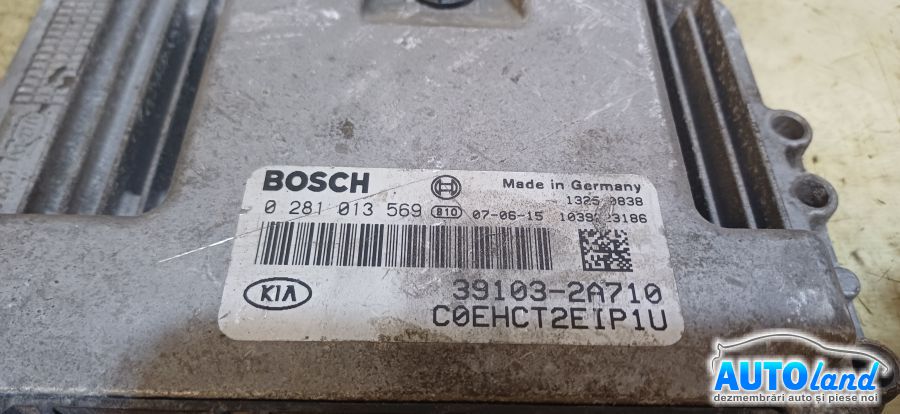 BOSCH
Made in Germany
0 281 013 569 B10 07-06-15
KIA
39103-2A710
C0EHCT2EIP1U
AUTOland
dezmembrări auto și piese noi